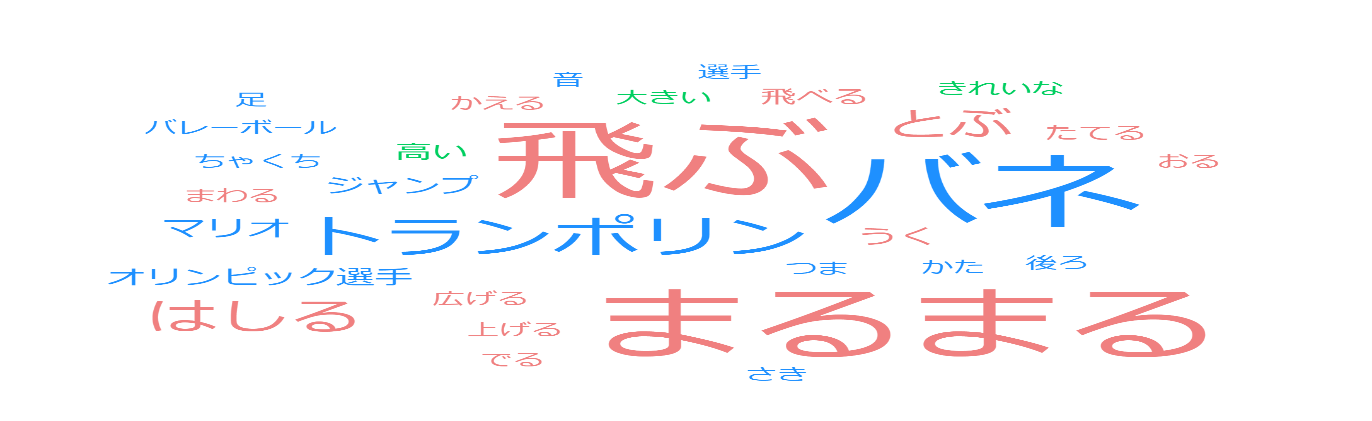 音
選手
足
かえる
大きい
飛べる
きれいな
バレーボール
飛ぶ
とぶ
たてる
ちゃくち
高い
おる
まわる
ジャンプ
バネ
マリオ
トランポリン
うく
オリンピック選手
つま
かた
後ろ
はしる
広げる
まるまる
上げる
でる
さき